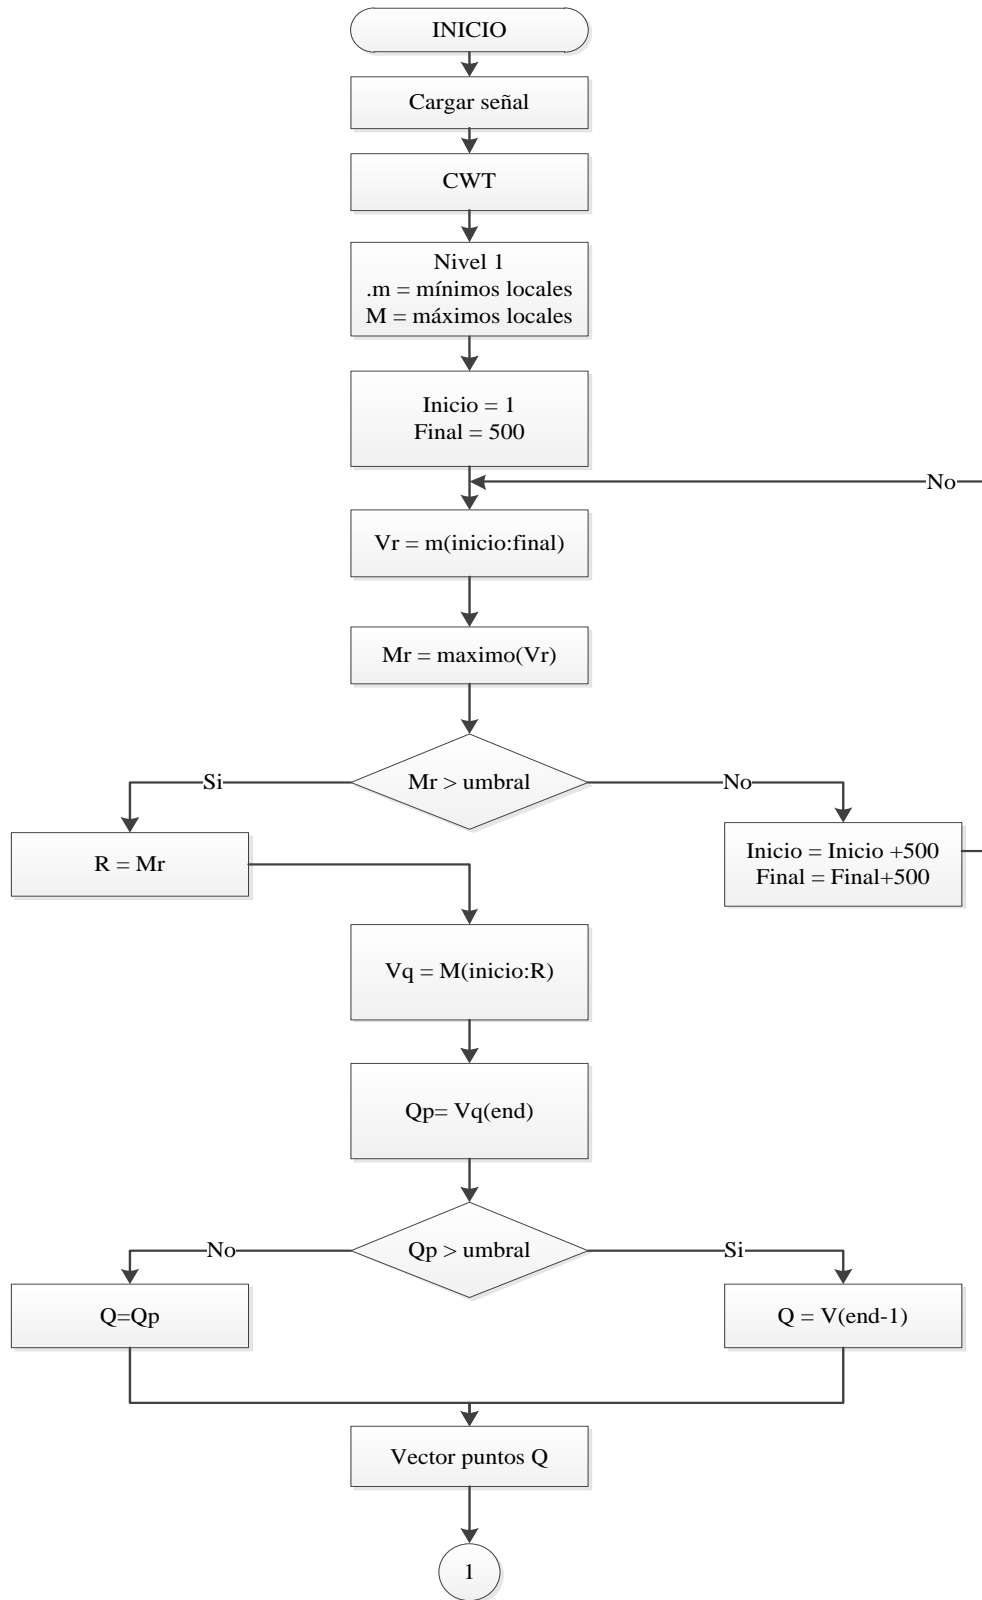 INICIO
Cargar señal
CWT
Nivel 1
.m = mínimos locales
M = máximos locales
Inicio = 1
Final = 500
No
Vr = m(inicio:final)
Mr = maximo(Vr)
Mr > umbral
Si
No
R = Mr
Inicio = Inicio +500
Final = Final+500
Vq = M(inicio:R)
Qp= Vq(end)
Qp > umbral
No
Si
Q=Qp
Q = V(end-1)
Vector puntos Q
1